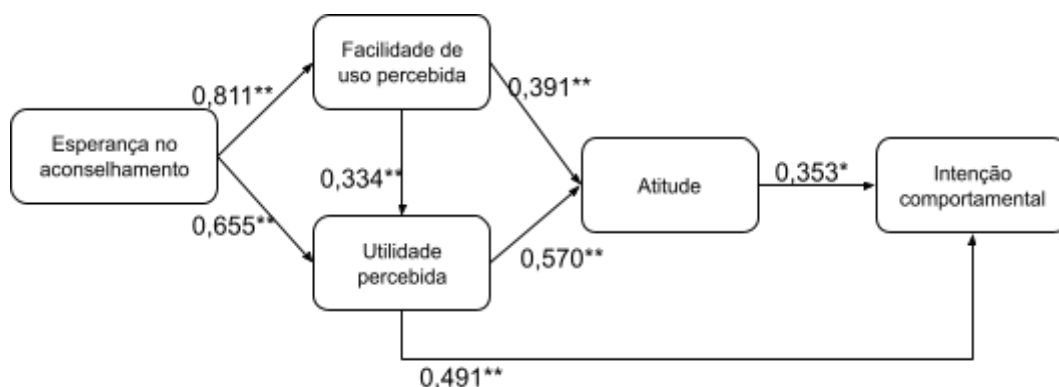 Facilidade de
uso percebida
0,811**
0,391**
Esperança no
aconselhamento
0,334**
Atitude
0,353*
Intenção
comportamental
0,655**
Utilidade
percebida
0,570**
0,491**